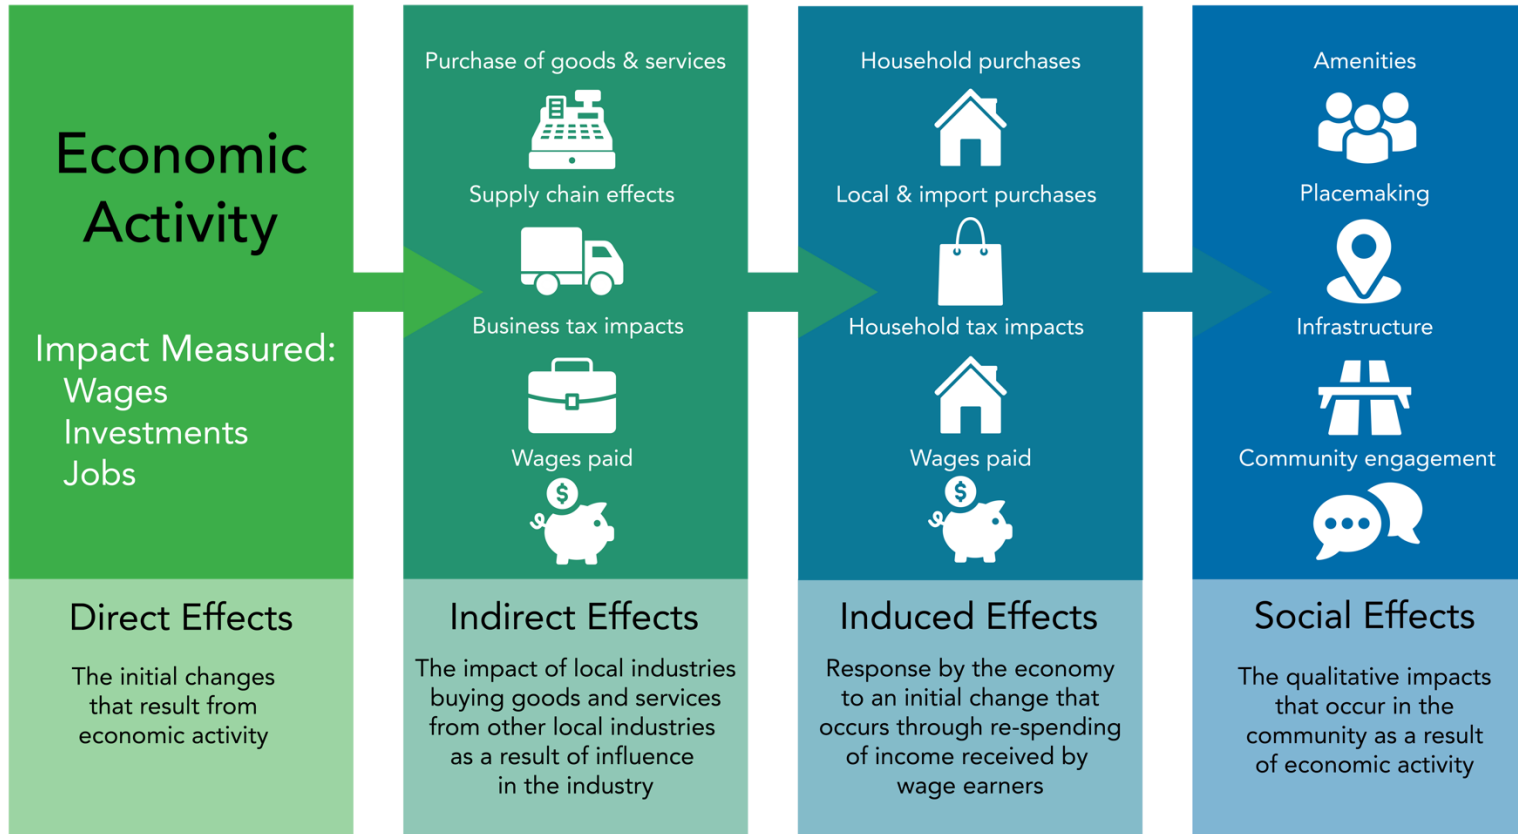 Economic
Activity
Impact Measured:
Wages
Investments
Jobs
Direct Effects
The initial changes
that result from
economic activity
Purchase of goods & services
Supply chain effects
Business tax impacts
Wages paid
$
Indirect Effects
The impact of local industries
buying goods and services
from other local industries
as a result of influence
in the industry
Household purchases
Local & import purchases
Household tax impacts
Wages paid
$
Induced Effects
Response by the economy
to an initial change that
occurs through re-spending
of income received by
wage earners
Amenities
Placemaking
Infrastructure
Community engagement
Social Effects
The qualitative impacts
that occur in the
community as a result
of economic activity